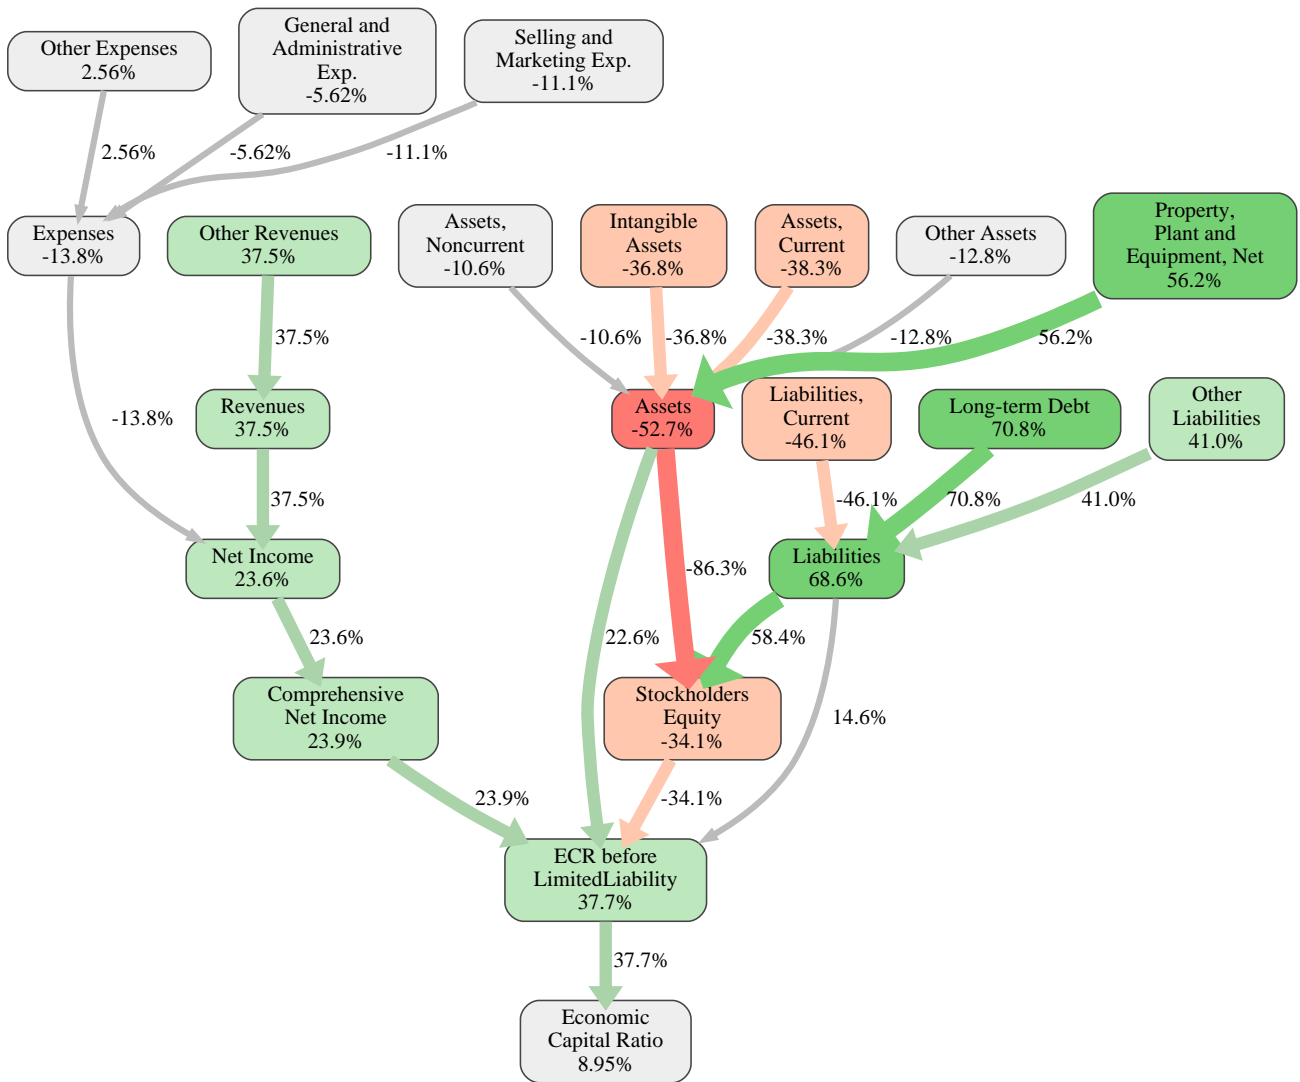 Other Expenses
2.56%
General and
Administrative
Exp.
-5.62%
Selling and
Marketing Exp.
-11.1%
2.56%
-5.62%
-11.1%
Expenses
-13.8%
Other Revenues
37.5%
Assets,
Noncurrent
-10.6%
Intangible
Assets
-36.8%
Assets,
Current
-38.3%
Other Assets
-12.8%
Property,
Plant and
Equipment, Net
56.2%
37.5%
-10.6%
-36.8%
-38.3%
-12.8%
56.2%
-13.8%
Revenues
37.5%
Assets
-52.7%
Liabilities,
Current
-46.1%
Long-term Debt
70.8%
Other
Liabilities
41.0%
37.5%
-46.1%
70.8%
41.0%
Net Income
23.6%
-86.3%
Liabilities
68.6%
23.6%
22.6%
58.4%
Comprehensive
Net Income
23.9%
Stockholders
Equity
-34.1%
14.6%
23.9%
-34.1%
ECR before
LimitedLiability
37.7%
37.7%
Economic
Capital Ratio
8.95%